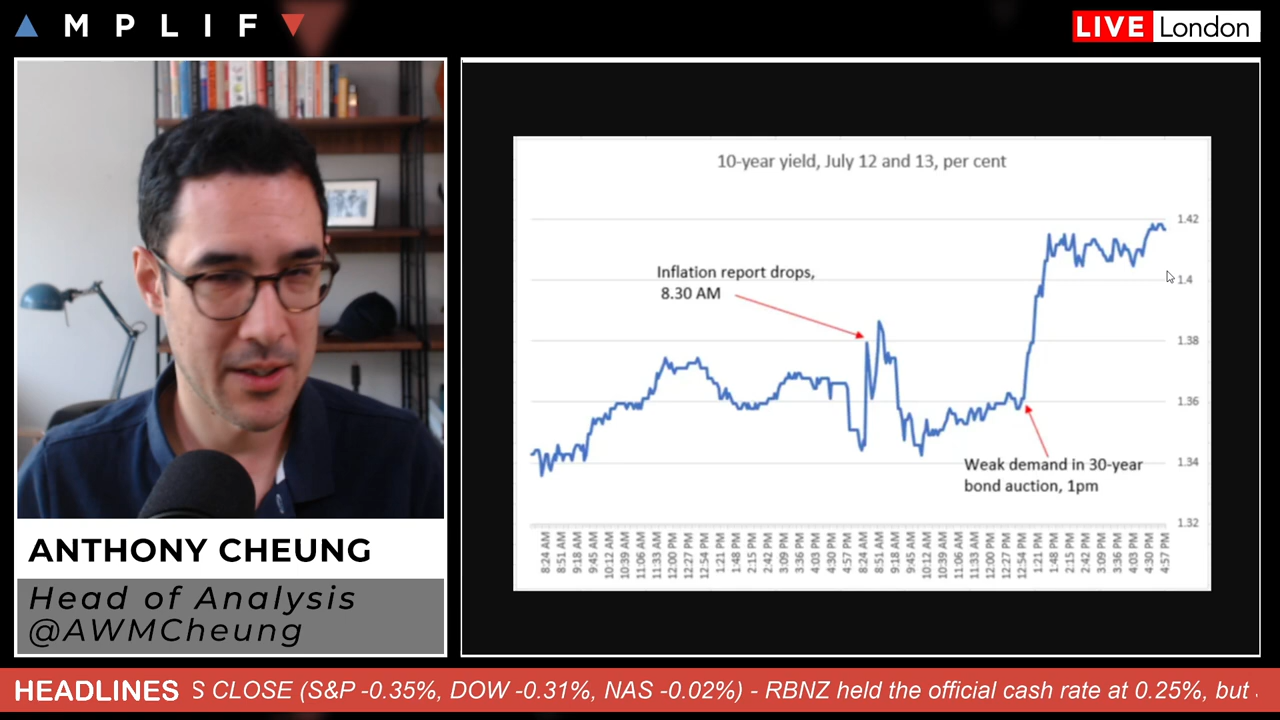 AMPLIFY
LIVE London
10-year yield, July 12 and 13, per cent
1.42
1.4
1.38
1.36
1.34
1.32
Inflation report drops,
8.30 AM
Weak demand in 30-year
bond auction, 1pm
8:24 AM 8:51 AM 9:18 AM 9:45 AM 10:12 AM 10:39 AM 11:06 AM 11:33 AM 12:00 PM 12:27 PM 12:54 PM 1:21 PM 1:48 PM 2:15 PM 2:42 PM 3:09 PM 3:36 PM 4:03 PM 4:30 PM 4:57 PM 8:24 AM 8:51 AM 9:18 AM 9:45 AM 10:12 AM 10:39 AM 11:06 AM 11:33 AM 12:00 PM 12:27 PM 12:54 PM 1:21 PM 1:48 PM 2:15 PM 2:42 PM 3:09 PM 3:36 PM 4:03 PM 4:30 PM 4:57 PM
ANTHONY CHEUNG
Head of Analysis
@AWMCheung
HEADLINES S CLOSE (S&P -0.35%, DOW -0.31%, NAS -0.02%) - RBNZ held the official cash rate at 0.25%, but